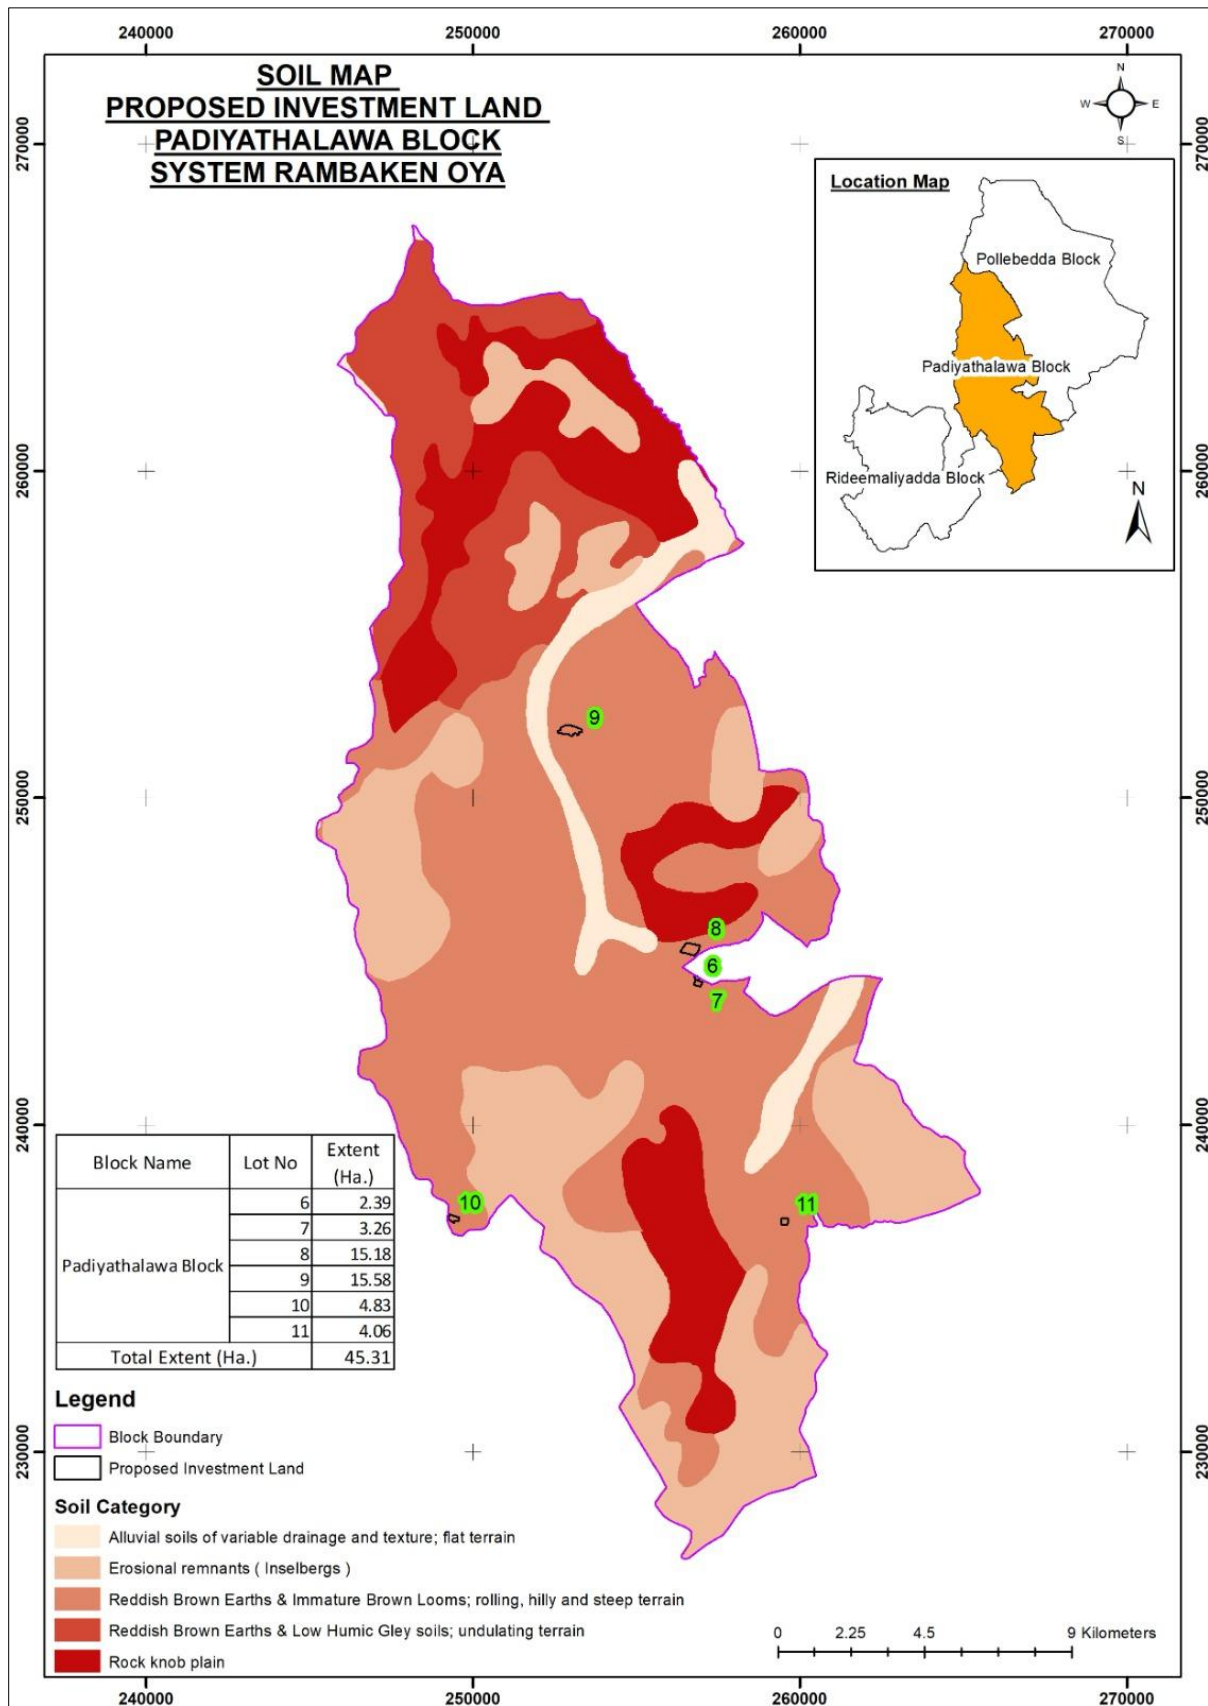 240000 250000 260000 270000
SOIL MAP
PROPOSED INVESTMENT LAND
PADIYATHALAWA BLOCK
SYSTEM RAMBAKEN OYA
N
W E
S
270000 270000
Location Map
Pollebedda Block
Padiyathalawa Block
Rideemaliyadda Block
N
260000 260000
9
250000 250000
8
6
7
240000 240000
10
11
Block Name Lot No Extent (Ha.)
Padiyathalawa Block
6 2.39
7 3.26
8 15.18
9 15.58
10 4.83
11 4.06
Total Extent (Ha.) 45.31
230000 230000
Legend
Block Boundary
Proposed Investment Land
Soil Category
Alluvial soils of variable drainage and texture; flat terrain
Erosional remnants ( Inselbergs )
Reddish Brown Earths & Immature Brown Looms; rolling, hilly and steep terrain
Reddish Brown Earths & Low Humic Gley soils; undulating terrain
Rock knob plain
0 2.25 4.5 9 Kilometers
240000 250000 260000 270000